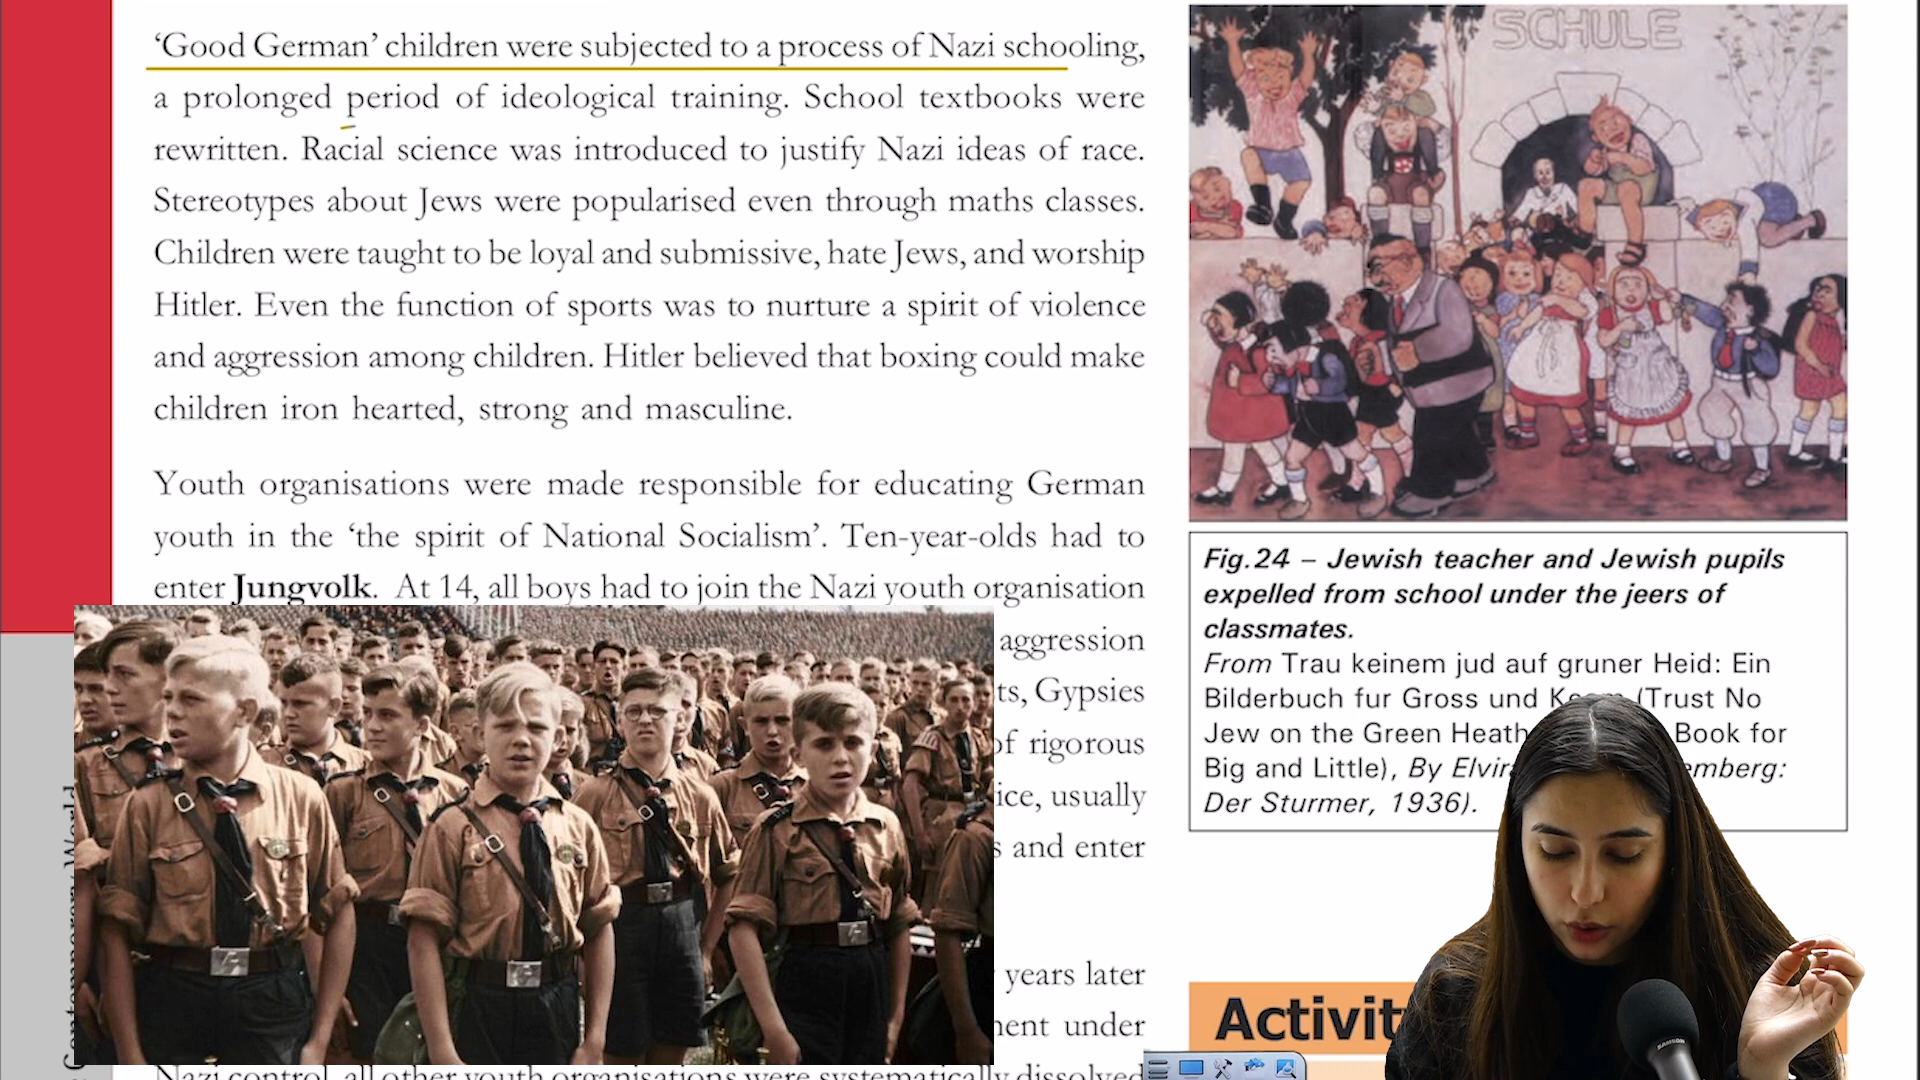 ‘Good German’ children were subjected to a process of Nazi schooling,
a prolonged period of ideological training. School textbooks were
rewritten. Racial science was introduced to justify Nazi ideas of race.
Stereotypes about Jews were popularised even through maths classes.
Children were taught to be loyal and submissive, hate Jews, and worship
Hitler. Even the function of sports was to nurture a spirit of violence
and aggression among children. Hitler believed that boxing could make
children iron hearted, strong and masculine.
Youth organisations were made responsible for educating German
youth in the ‘the spirit of National Socialism’. Ten-year-olds had to
enter Jungvolk. At 14, all boys had to join the Nazi youth organisation
aggression
Gypsies
of rigorous
usually
and enter
years later
under
Nazi control, all other youth organisations were systematically dissolved
SCHULE
Fig.24 – Jewish teacher and Jewish pupils
expelled from school under the jeers of
classmates.
From Trau keinem jud auf gruner Heid: Ein
Bilderbuch fur Gross und (Trust No
Jew on the Green Heath Book for
Big and Little), By
Der Sturmer, 1936).
Contemporary World
SAMSON